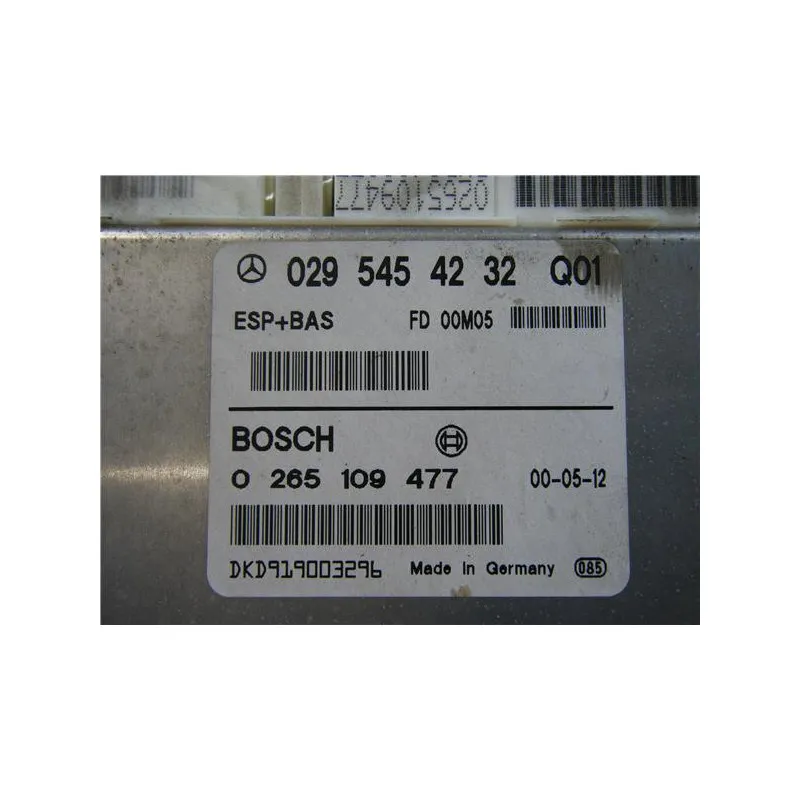 0265109477
029 545 42 32 Q01
ESP+BAS FD 00M05
BOSCH
0 265 109 477 00-05-12
DKD919003296 Made in Germany 085